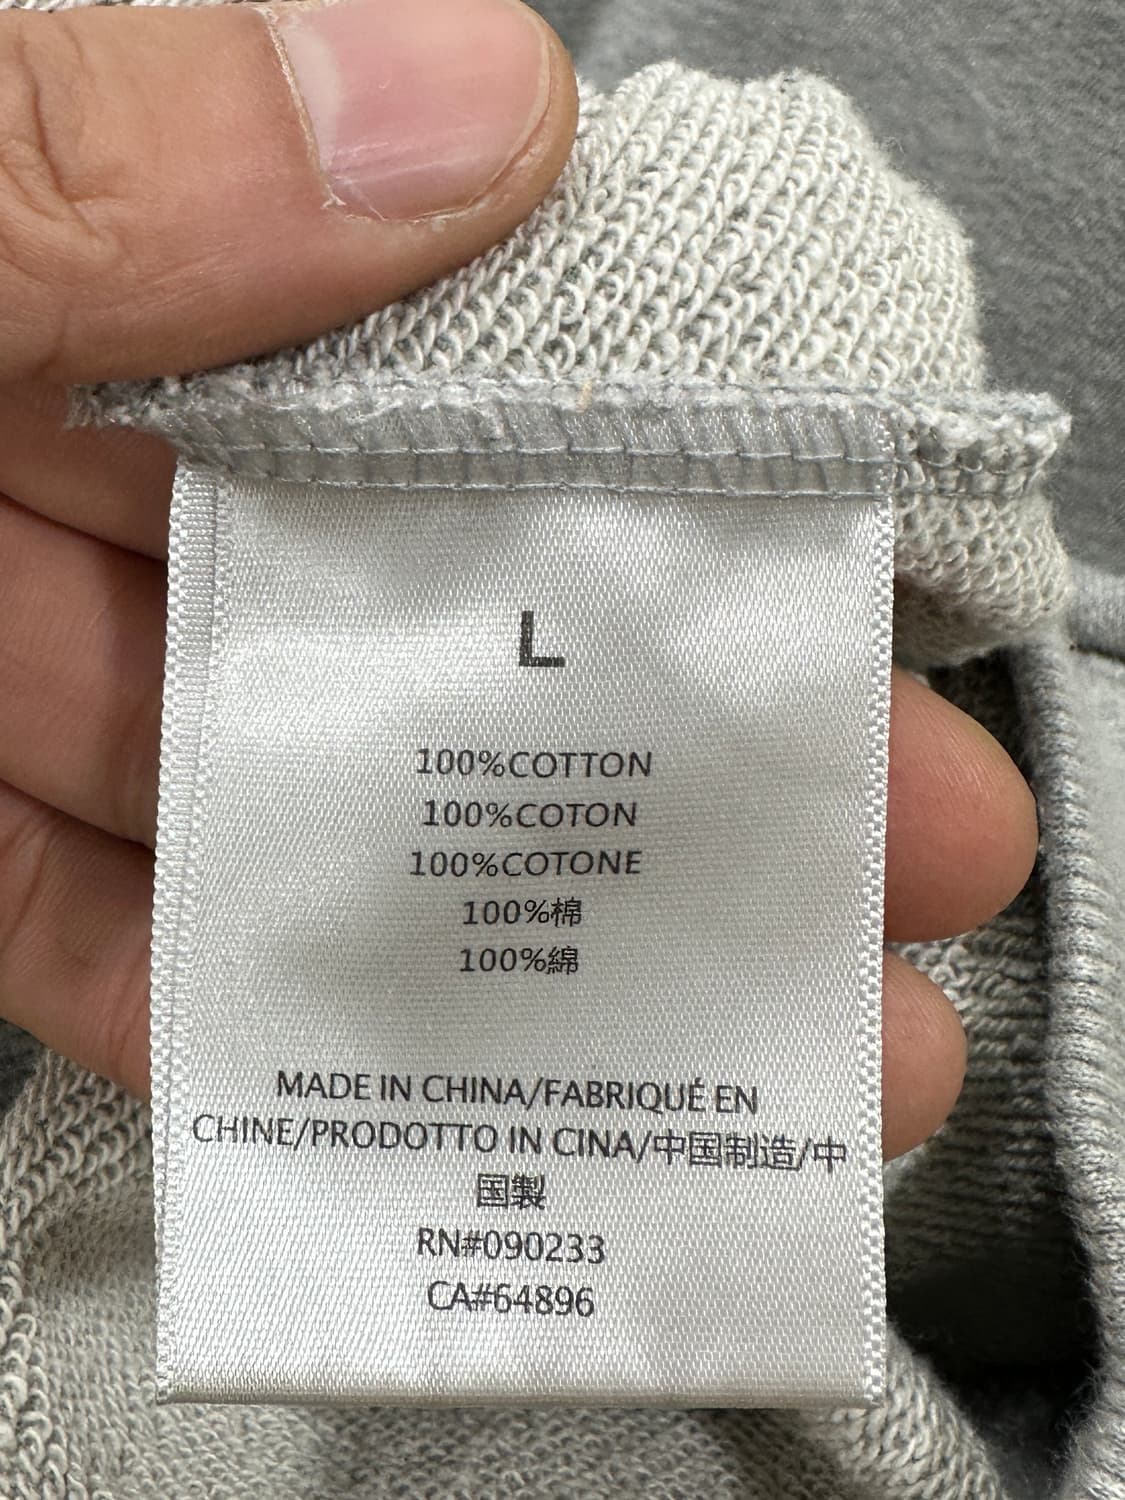 L
100%COTTON
100%COTON
100%COTONE
100%棉
100%綿
MADE IN CHINA/FABRIQUÉ EN
CHINE/PRODOTTO IN CINA/中国制造/中
国製
RN#090233
CA#64896